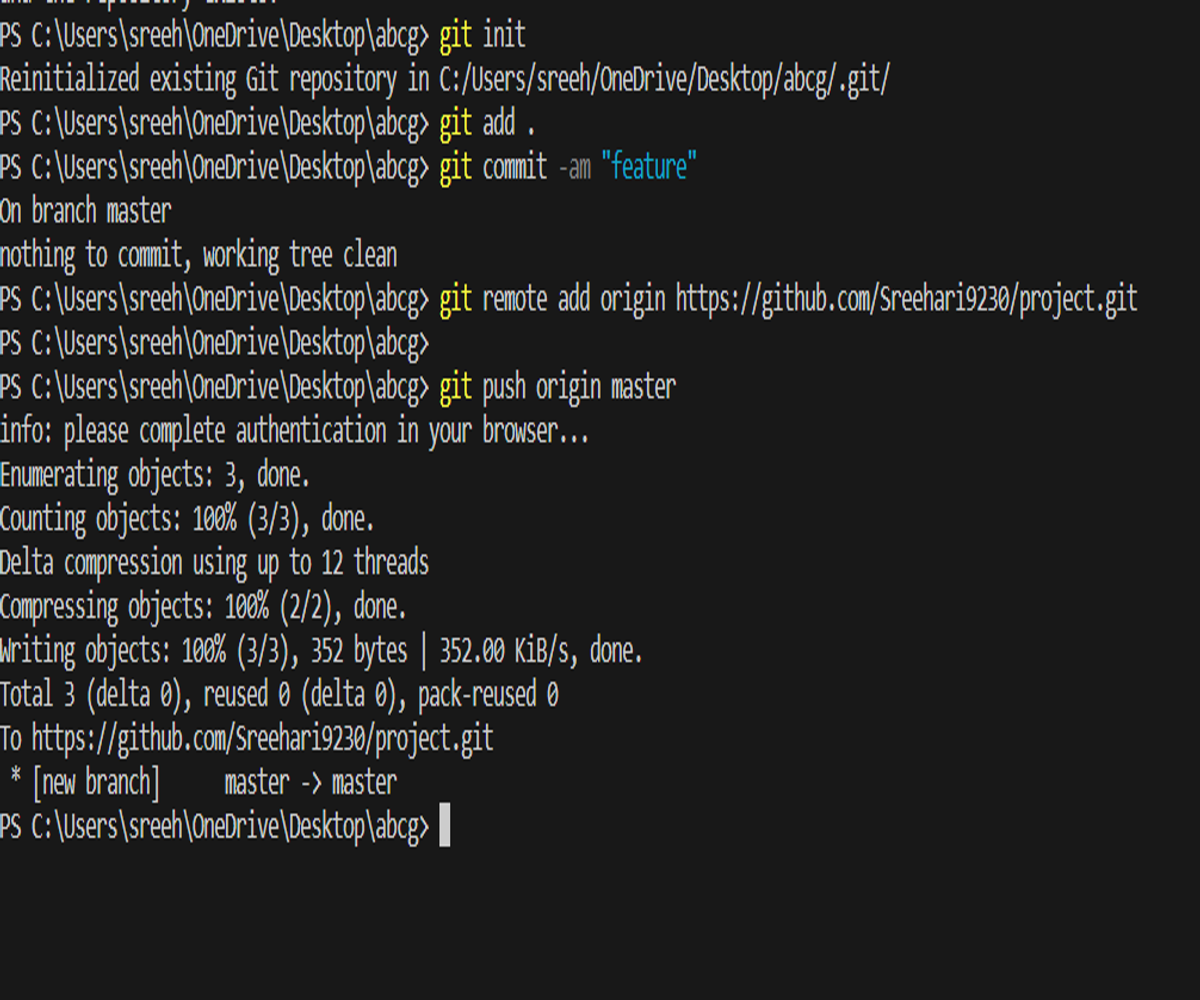 and the repository exists.
PS C:\Users\sreeh\OneDrive\Desktop\abcg> git init
Reinitialized existing Git repository in C:/Users/sreeh/OneDrive/Desktop/abcg/.git/
PS C:\Users\sreeh\OneDrive\Desktop\abcg> git add .
PS C:\Users\sreeh\OneDrive\Desktop\abcg> git commit -am "feature"
On branch master
nothing to commit, working tree clean
PS C:\Users\sreeh\OneDrive\Desktop\abcg> git remote add origin https://github.com/Sreehari9230/project.git
PS C:\Users\sreeh\OneDrive\Desktop\abcg>
PS C:\Users\sreeh\OneDrive\Desktop\abcg> git push origin master
info: please complete authentication in your browser...
Enumerating objects: 3, done.
Counting objects: 100% (3/3), done.
Delta compression using up to 12 threads
Compressing objects: 100% (2/2), done.
Writing objects: 100% (3/3), 352 bytes | 352.00 KiB/s, done.
Total 3 (delta 0), reused 0 (delta 0), pack-reused 0
To https://github.com/Sreehari9230/project.git
 * [new branch]      master -> master
PS C:\Users\sreeh\OneDrive\Desktop\abcg>